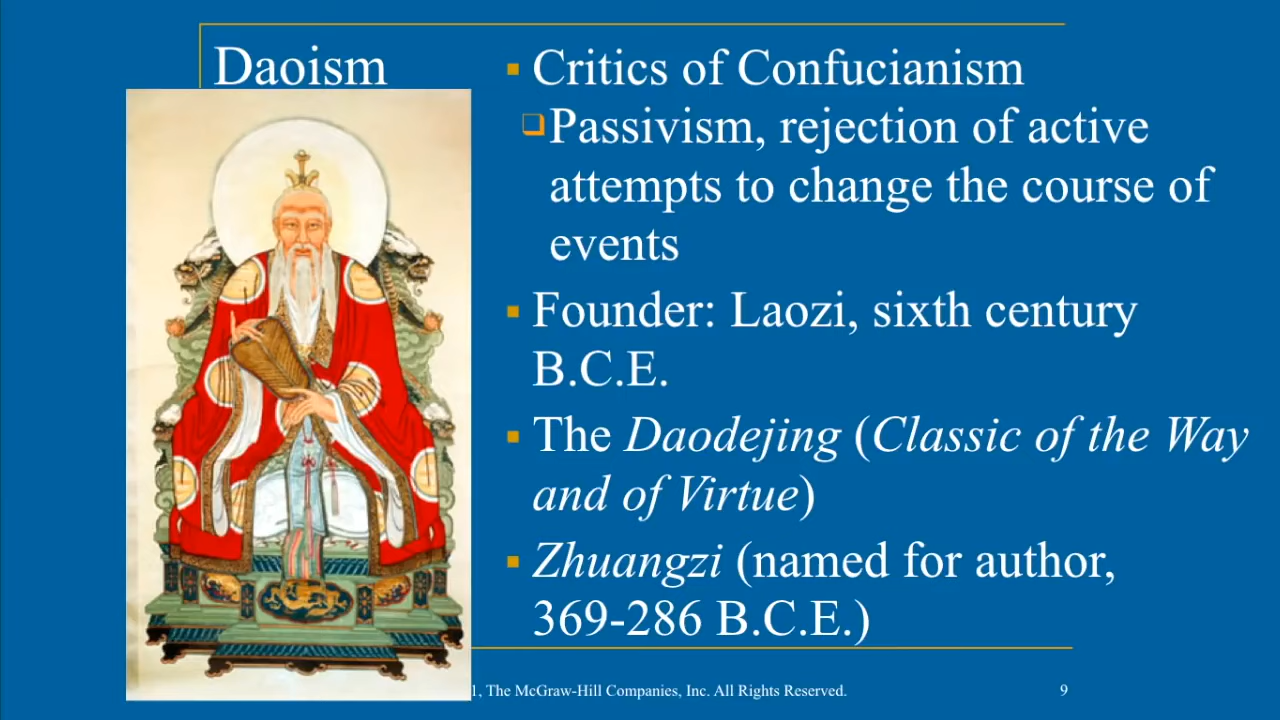 Daoism
Critics of Confucianism
Passivism, rejection of active
attempts to change the course of
events
Founder: Laozi, sixth century
B.C.E.
The Daodejing (Classic of the Way
and of Virtue)
Zhuangzi (named for author,
369-286 B.C.E.)
1, The McGraw-Hill Companies, Inc. All Rights Reserved.
9